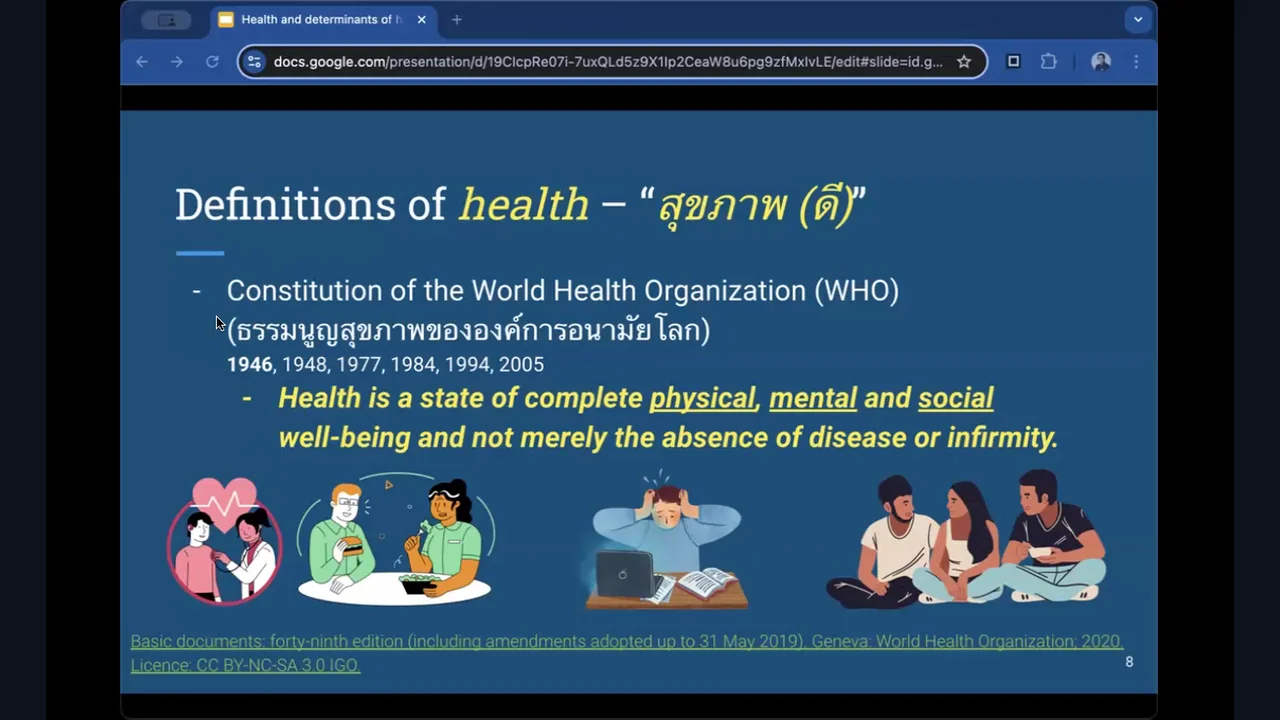 Health and determinants of h
docs.google.com/presentation/d/19ClcpRe07i-7uxQLd5z9X1lp2CeaW8u6pg9zfMxlvLE/edit#slide=id.g...
Definitions of health – “สุขภาพ (ดี)”
- Constitution of the World Health Organization (WHO)
(ธรรมนูญสุขภาพขององค์การอนามัยโลก)
1946, 1948, 1977, 1984, 1994, 2005
- Health is a state of complete physical, mental and social
well-being and not merely the absence of disease or infirmity.
Basic documents: forty-ninth edition (including amendments adopted up to 31 May 2019). Geneva: World Health Organization; 2020.
Licence: CC BY-NC-SA 3.0 IGO.
8